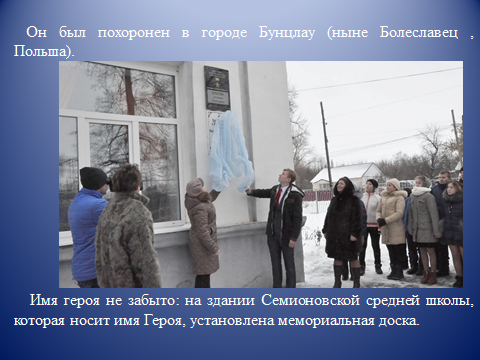 Он был похоронен в городе Бунцлау (ныне Болеславец ,
Польша).
Имя героя не забыто: на здании Семионовской средней школы,
которая носит имя Героя, установлена мемориальная доска.